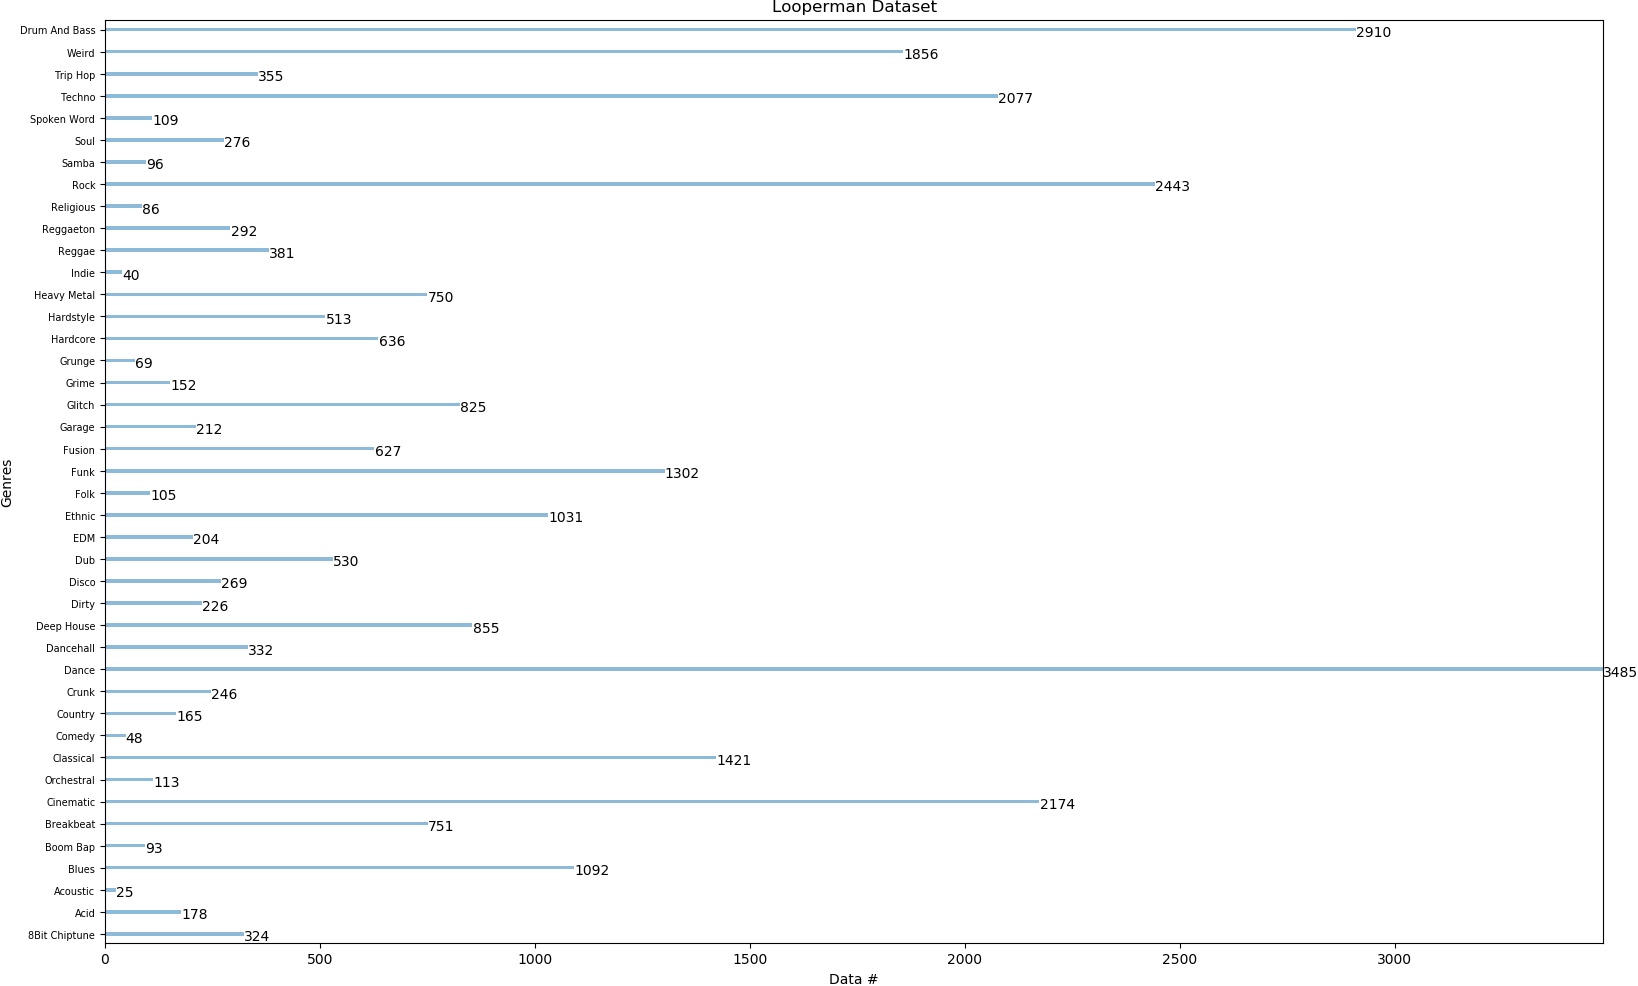 Looperman Dataset
Drum And Bass 2910
Weird 1856
Trip Hop 355
Techno 2077
Spoken Word 109
Soul 276
Samba 96
Rock 2443
Religious 86
Reggaeton 292
Reggae 381
Indie 40
Heavy Metal 750
Hardstyle 513
Hardcore 636
Grunge 69
Grime 152
Glitch 825
Garage 212
Fusion 627
Funk 1302
Folk 105
Ethnic 1031
EDM 204
Dub 530
Disco 269
Dirty 226
Deep House 855
Dancehall 332
Dance 3485
Crunk 246
Country 165
Comedy 48
Classical 1421
Orchestral 113
Cinematic 2174
Breakbeat 751
Boom Bap 93
Blues 1092
Acoustic 25
Acid 178
8Bit Chiptune 324
Genres
0 500 1000 1500 2000 2500 3000
Data #